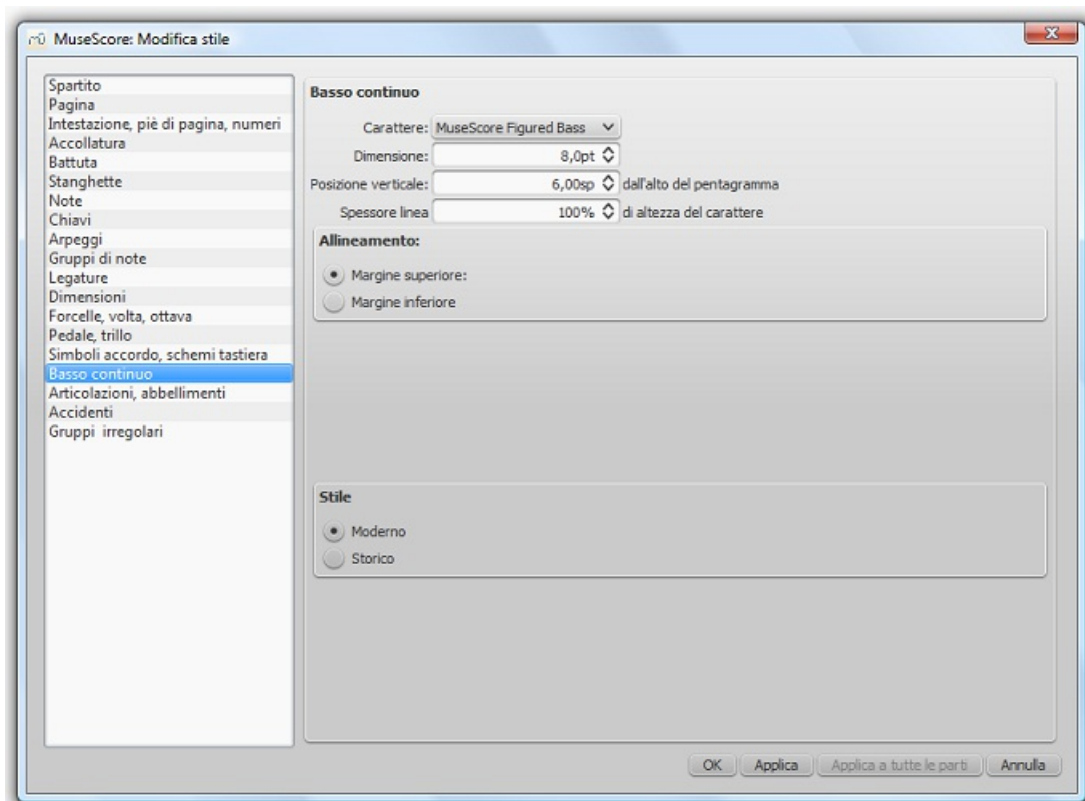 MuseScore: Modifica stile
Spartito
Pagina
Intestazione, piè di pagina, numeri
Accollatura
Battuta
Stanghette
Note
Chiavi
Arpeggi
Gruppi di note
Legature
Dimensioni
Forcelle, volta, ottava
Pedale, trillo
Simboli accordo, schemi tastiera
Basso continuo
Articolazioni, abbellimenti
Accidenti
Gruppi irregolari
Basso continuo
Carattere: MuseScore Figured Bass
Dimensione: 8,0pt
Posizione verticale: 6,00sp dall'alto del pentagramma
Spessore linea 100% di altezza del carattere
Allineamento:
Margine superiore:
Margine inferiore
Stile
Moderno
Storico
OK Applica Applica a tutte le parti Annulla